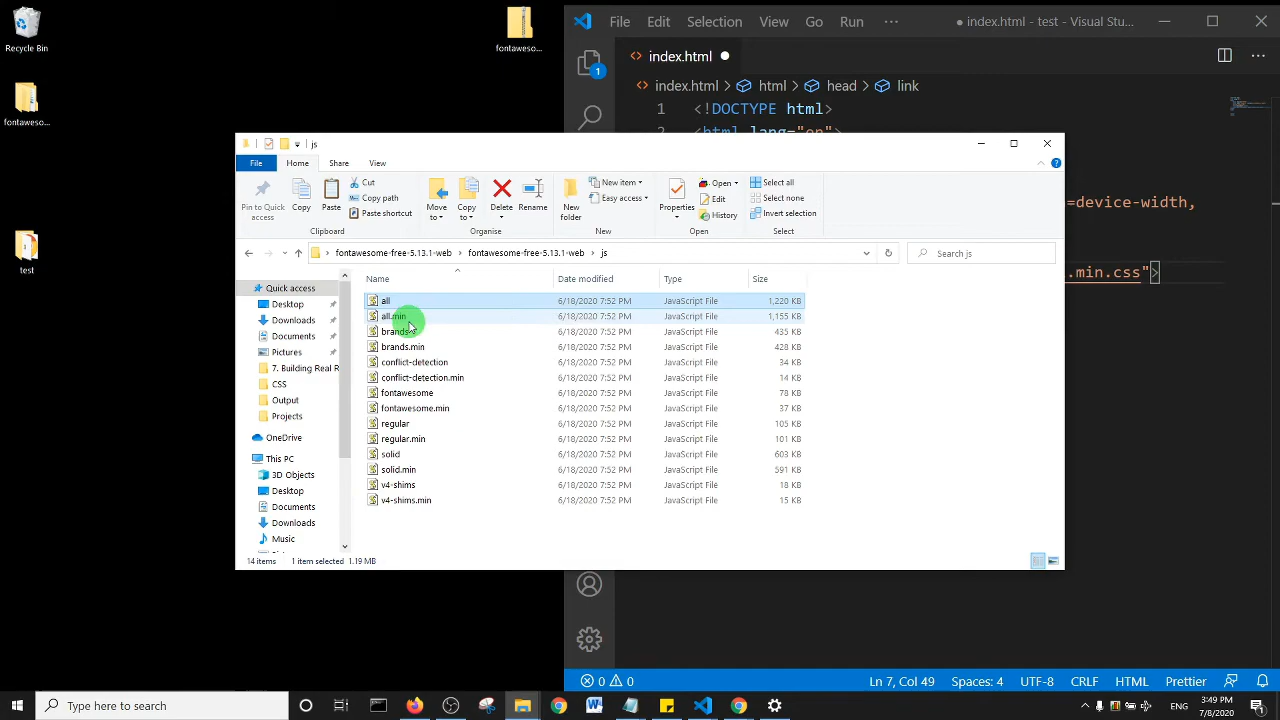 Recycle Bin
fontaweso...
fontaweso...
test
File Edit Selection View Go Run ··· ● index.html - test - Visual Stu...
<> index.html ●
1
<> index.html > html > head > link
1 <!DOCTYPE html>
2 <html lang="en">
=device-width,
.min.css">
js
File Home Share View
Pin to Quick access
Copy
Paste
Cut
Copy path
Paste shortcut
Clipboard
Move to
Copy to
Delete
Rename
Organise
New folder
New item
Easy access
New
Properties
Open
Edit
History
Open
Select all
Select none
Invert selection
Select
fontawesome-free-5.13.1-web > fontawesome-free-5.13.1-web > js
Search js
Quick access
Desktop
Downloads
Documents
Pictures
7. Building Real R
CSS
Output
Projects
OneDrive
This PC
3D Objects
Desktop
Documents
Downloads
Music
Name Date modified Type Size
all 6/18/2020 7:52 PM JavaScript File 1,220 KB
all.min 6/18/2020 7:52 PM JavaScript File 1,155 KB
brands 6/18/2020 7:52 PM JavaScript File 435 KB
brands.min 6/18/2020 7:52 PM JavaScript File 428 KB
conflict-detection 6/18/2020 7:52 PM JavaScript File 34 KB
conflict-detection.min 6/18/2020 7:52 PM JavaScript File 14 KB
fontawesome 6/18/2020 7:52 PM JavaScript File 78 KB
fontawesome.min 6/18/2020 7:52 PM JavaScript File 37 KB
regular 6/18/2020 7:52 PM JavaScript File 105 KB
regular.min 6/18/2020 7:52 PM JavaScript File 101 KB
solid 6/18/2020 7:52 PM JavaScript File 603 KB
solid.min 6/18/2020 7:52 PM JavaScript File 591 KB
v4-shims 6/18/2020 7:52 PM JavaScript File 18 KB
v4-shims.min 6/18/2020 7:52 PM JavaScript File 15 KB
14 items 1 item selected 1.19 MB
0 0 Ln 7, Col 49 Spaces: 4 UTF-8 CRLF HTML Prettier
Type here to search
ENG
3:49 PM
7/8/2020